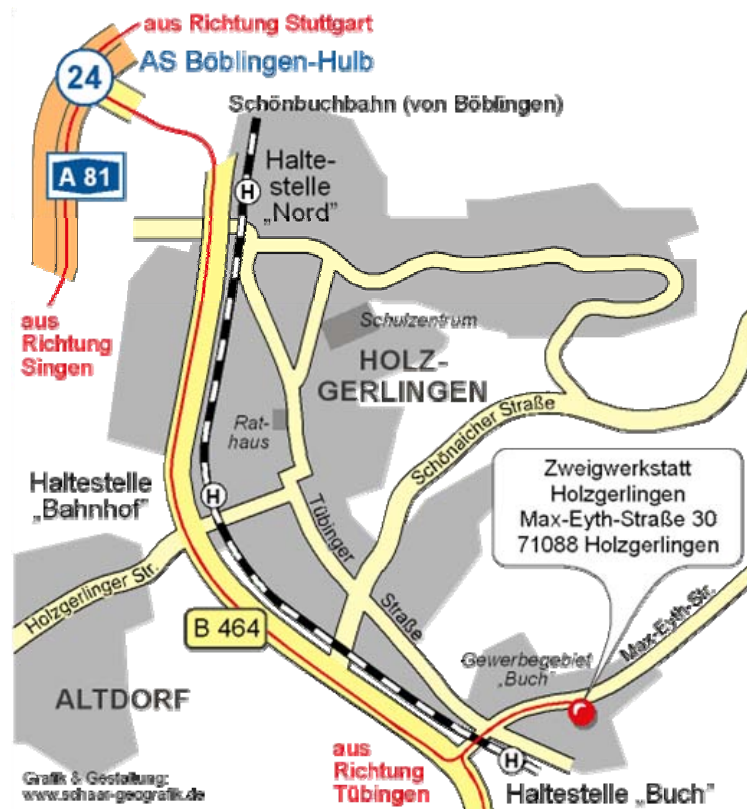 aus Richtung Stuttgart
24
AS Böblingen-Hulb
Schönbuchbahn (von Böblingen)
A 81
H
Halte-
stelle
„Nord”
aus
Richtung
Singen
Schulzentrum
HOLZ-
GERLINGEN
Rat-
haus
Schönaicher Straße
Haltestelle
„Bahnhof”
H
Tübinger
Straße
Zweigwerkstatt
Holzgerlingen
Max-Eyth-Straße 30
71088 Holzgerlingen
Holzgerlinger Str.
B 464
Max-Eyth-Str.
Gewerbegebiet
„Buch”
ALTDORF
aus
Richtung
Tübingen
H
Haltestelle „Buch”
Grafik & Gestaltung:
www.schaar-geografik.de